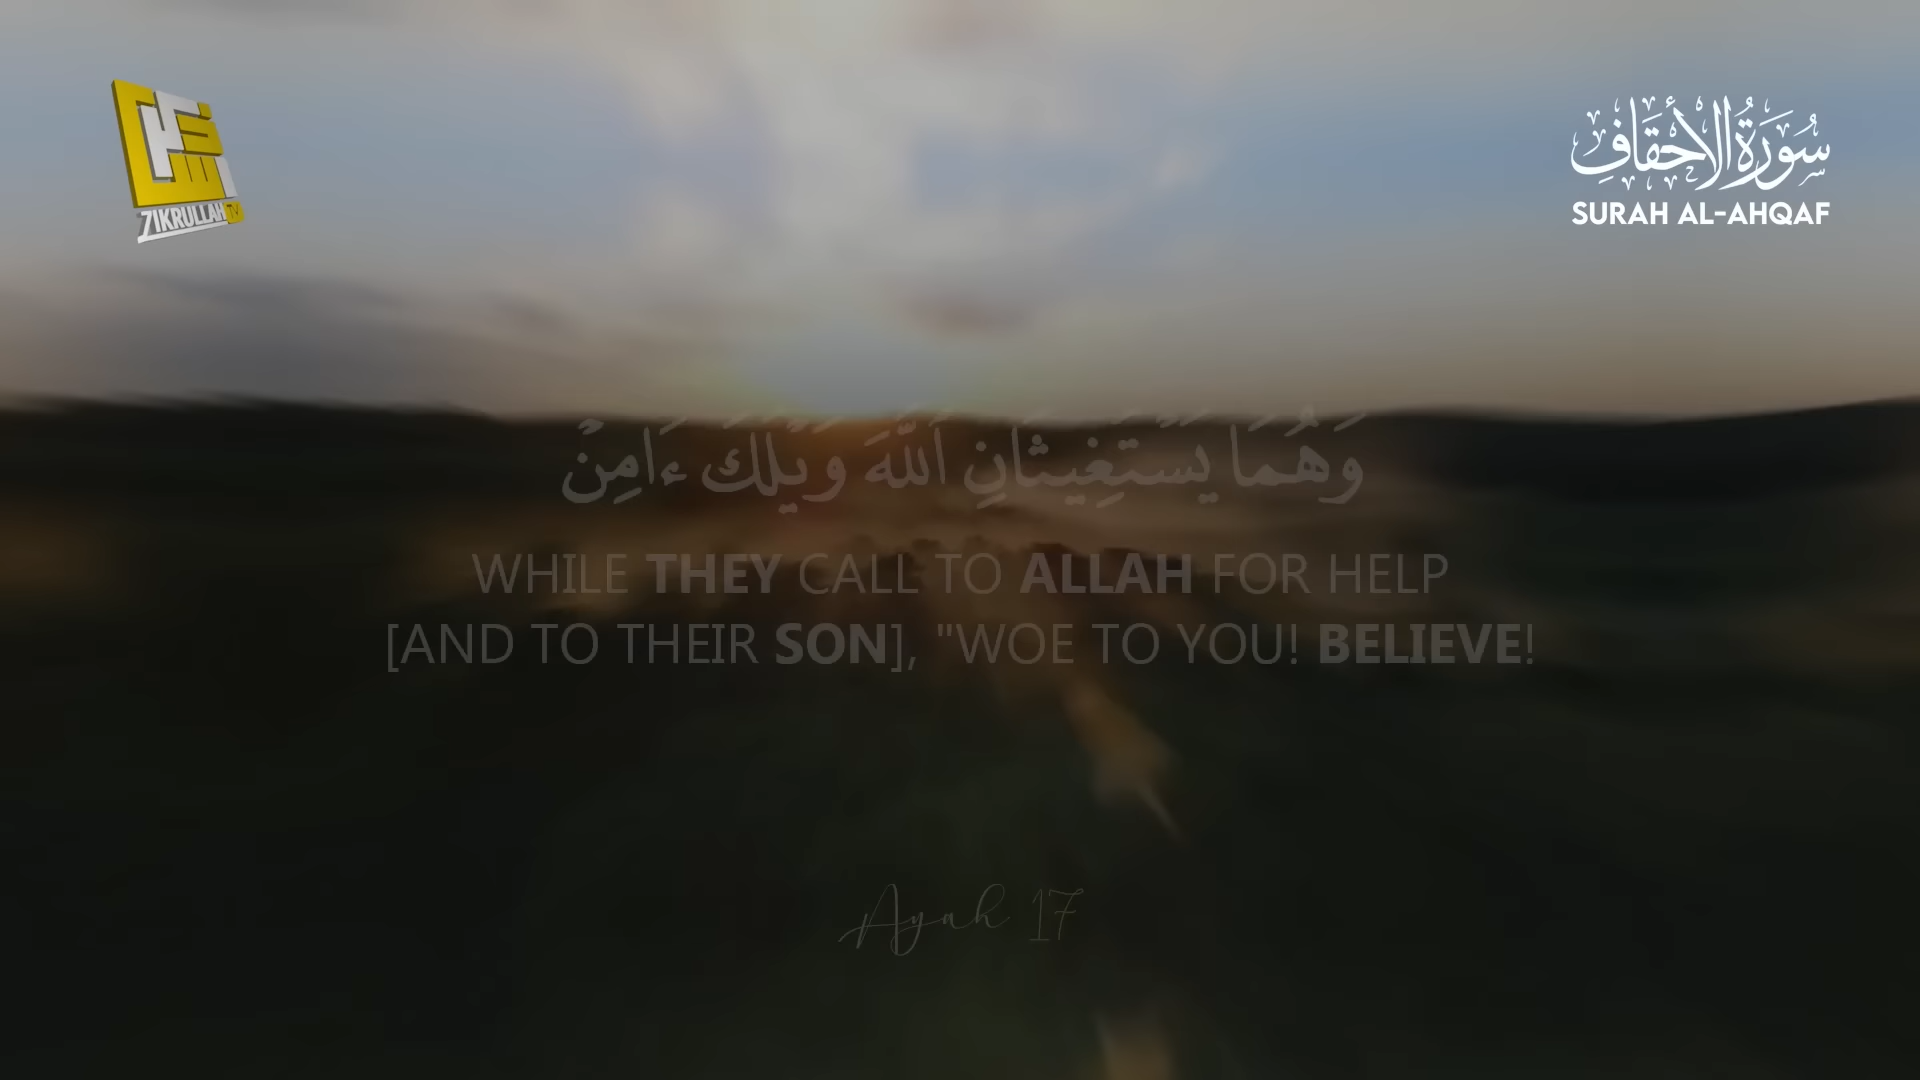 ZIKRULLAH TV
سُورَةُ الأَحْقَافِ
SURAH AL-AHQAF
وَهُمَا يَسْتَغِيثَانِ اللَّهَ وَيْلَكَ ءَامِنْ
WHILE THEY CALL TO ALLAH FOR HELP
[AND TO THEIR SON], "WOE TO YOU! BELIEVE!
Ayah 17